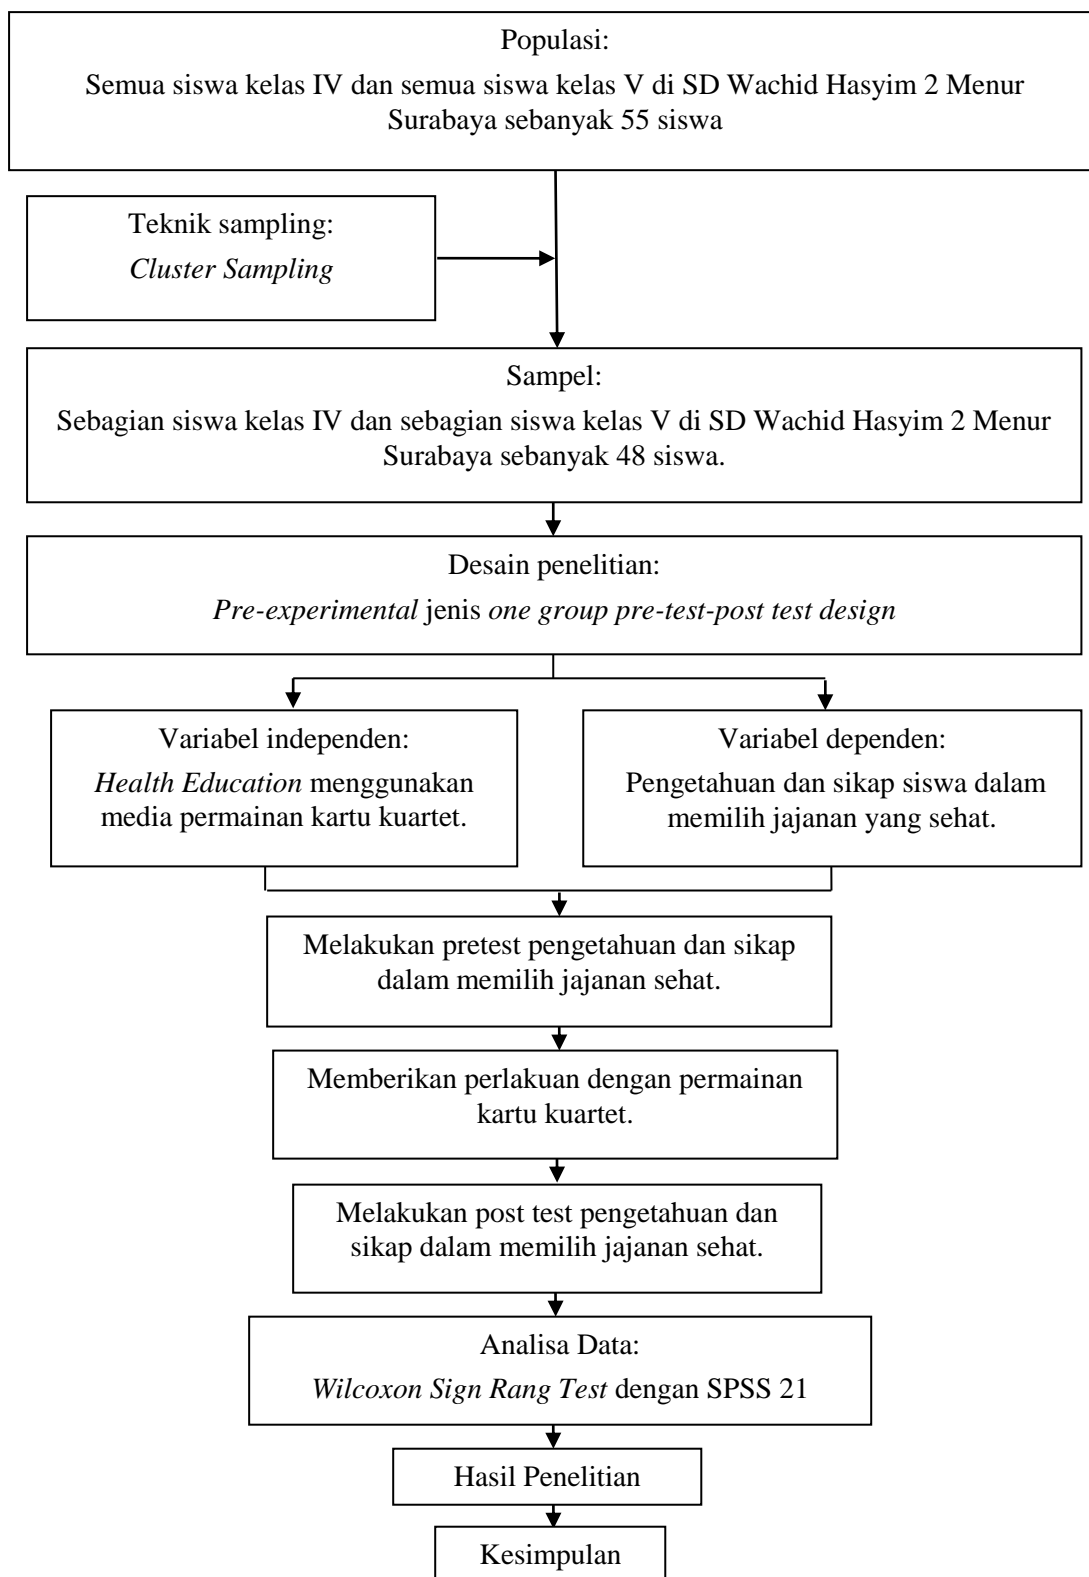 Populasi:
Semua siswa kelas IV dan semua siswa kelas V di SD Wachid Hasyim 2 Menur
Surabaya sebanyak 55 siswa
Teknik sampling:
Cluster Sampling
Sampel:
Sebagian siswa kelas IV dan sebagian siswa kelas V di SD Wachid Hasyim 2 Menur
Surabaya sebanyak 48 siswa.
Desain penelitian:
Pre-experimental jenis one group pre-test-post test design
Variabel independen:
Health Education menggunakan
media permainan kartu kuartet.
Variabel dependen:
Pengetahuan dan sikap siswa dalam
memilih jajanan yang sehat.
Melakukan pretest pengetahuan dan sikap
dalam memilih jajanan sehat.
Memberikan perlakuan dengan permainan
kartu kuartet.
Melakukan post test pengetahuan dan
sikap dalam memilih jajanan sehat.
Analisa Data:
Wilcoxon Sign Rang Test dengan SPSS 21
Hasil Penelitian
Kesimpulan